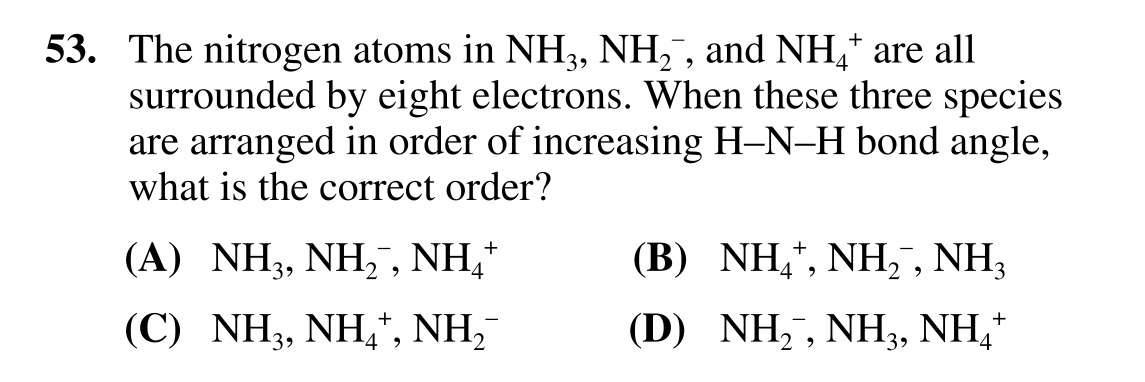 53. The nitrogen atoms in NH₃, NH₂⁻, and NH₄⁺ are all
surrounded by eight electrons. When these three species
are arranged in order of increasing H–N–H bond angle,
what is the correct order?
(A) NH₃, NH₂⁻, NH₄⁺ (B) NH₄⁺, NH₂⁻, NH₃
(C) NH₃, NH₄⁺, NH₂⁻ (D) NH₂⁻, NH₃, NH₄⁺